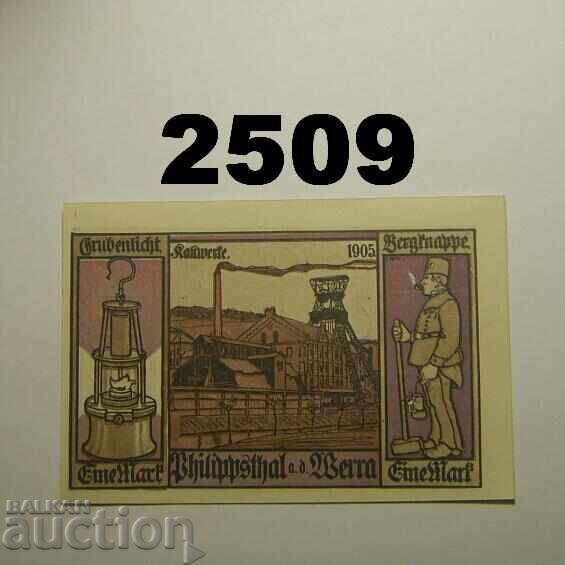 2509
Grubenlicht
Kaliwerke. 1905
Bergknappe
Eine Mark
Philippsthal a.d. Werra
Eine Mark
BALKAN
auction